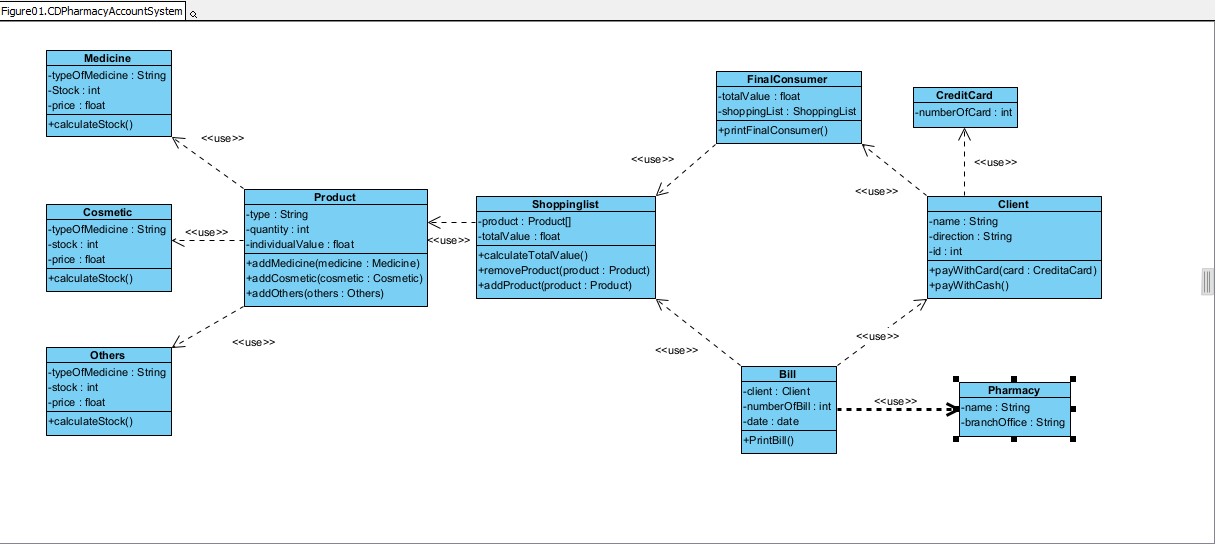 Figure01.CDPharmacyAccountSystem
Medicine
-typeOfMedicine : String
-Stock : int
-price : float
+calculateStock()
<<use>>
Cosmetic
-typeOfMedicine : String
-stock : int
-price : float
+calculateStock()
<<use>>
Others
-typeOfMedicine : String
-stock : int
-price : float
+calculateStock()
<<use>>
Product
-type : String
-quantity : int
-individualValue : float
+addMedicine(medicine : Medicine)
+addCosmetic(cosmetic : Cosmetic)
+addOthers(others : Others)
<<use>>
Shoppinglist
-product : Product[]
-totalValue : float
+calculateTotalValue()
+removeProduct(product : Product)
+addProduct(product : Product)
<<use>>
FinalConsumer
-totalValue : float
-shoppingList : ShoppingList
+printFinalConsumer()
<<use>>
CreditCard
-numberOfCard : int
<<use>>
Client
-name : String
-direction : String
-id : int
+payWithCard(card : CreditaCard)
+payWithCash()
<<use>>
<<use>>
Bill
-client : Client
-numberOfBill : int
-date : date
+PrintBill()
<<use>>
Pharmacy
-name : String
-branchOffice : String